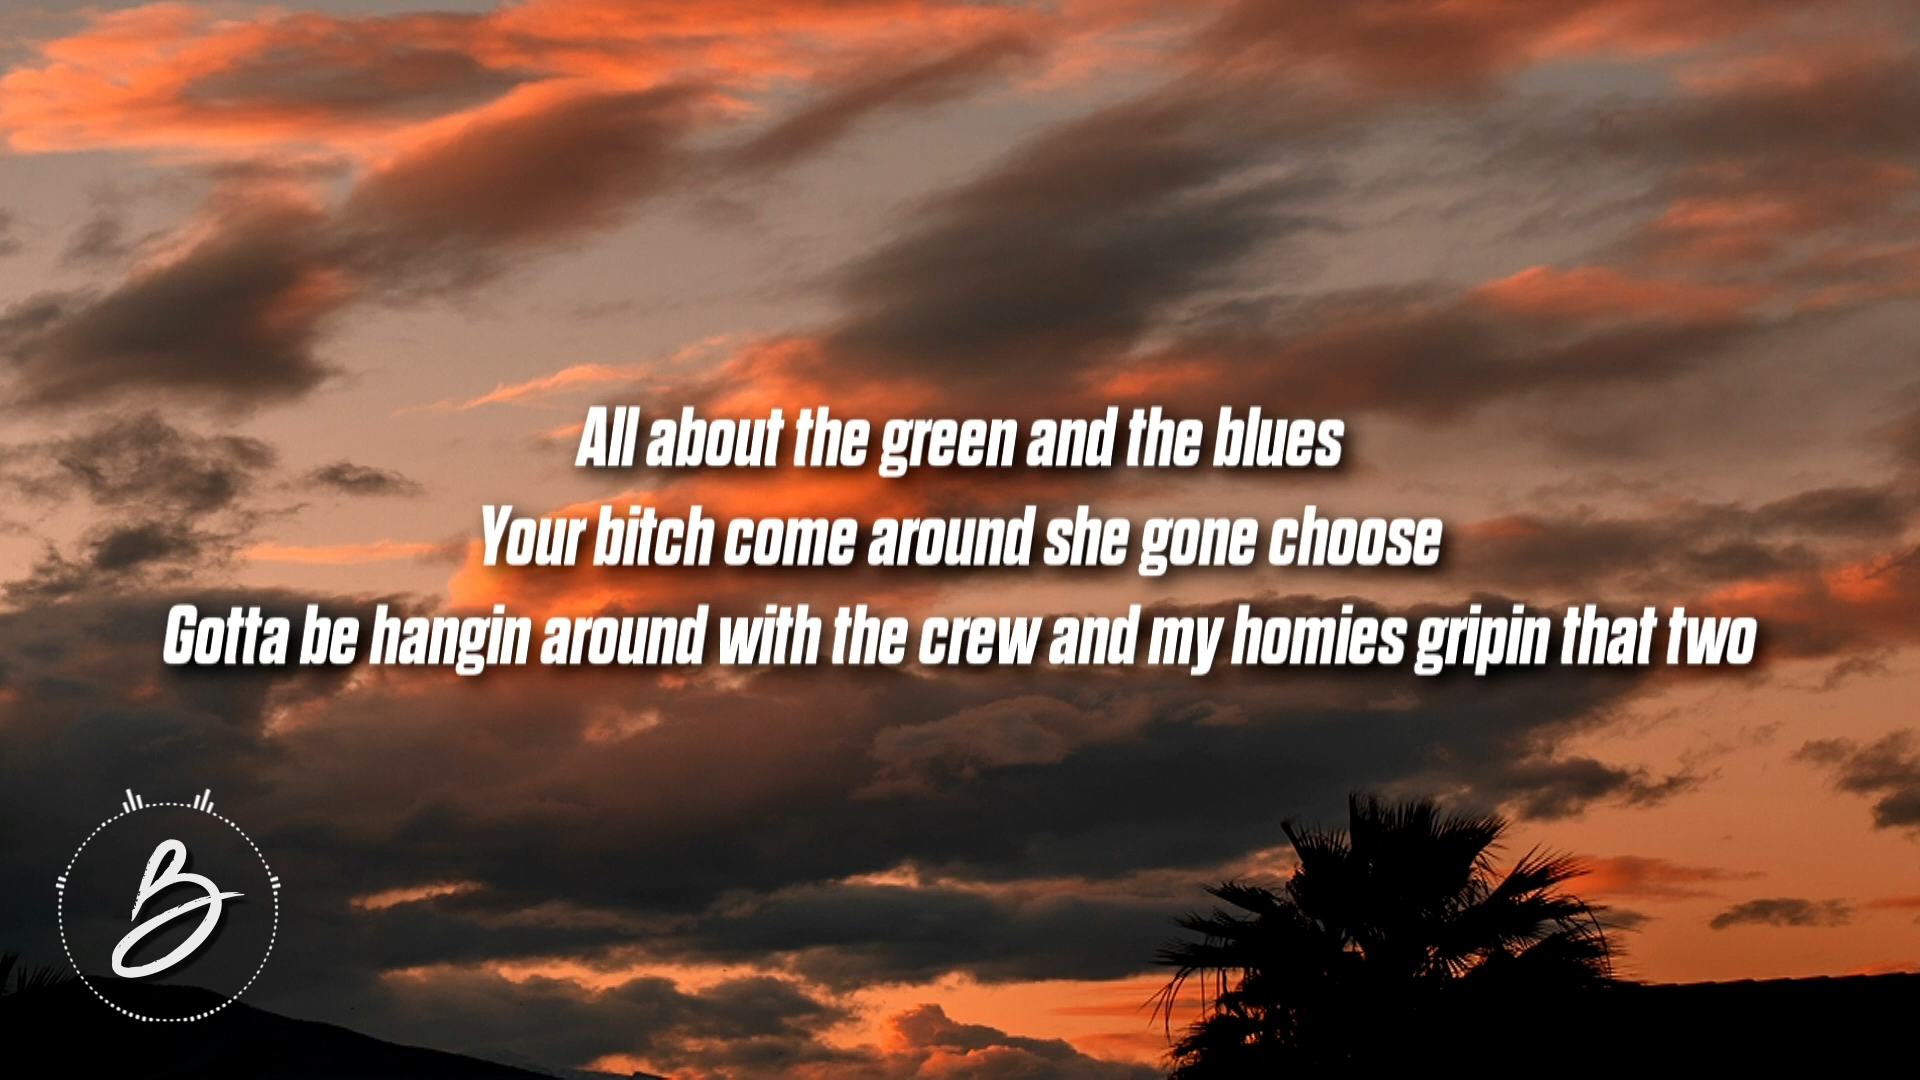 All about the green and the blues
Your bitch come around she gone choose
Gotta be hangin around with the crew and my homies gripin that two
B